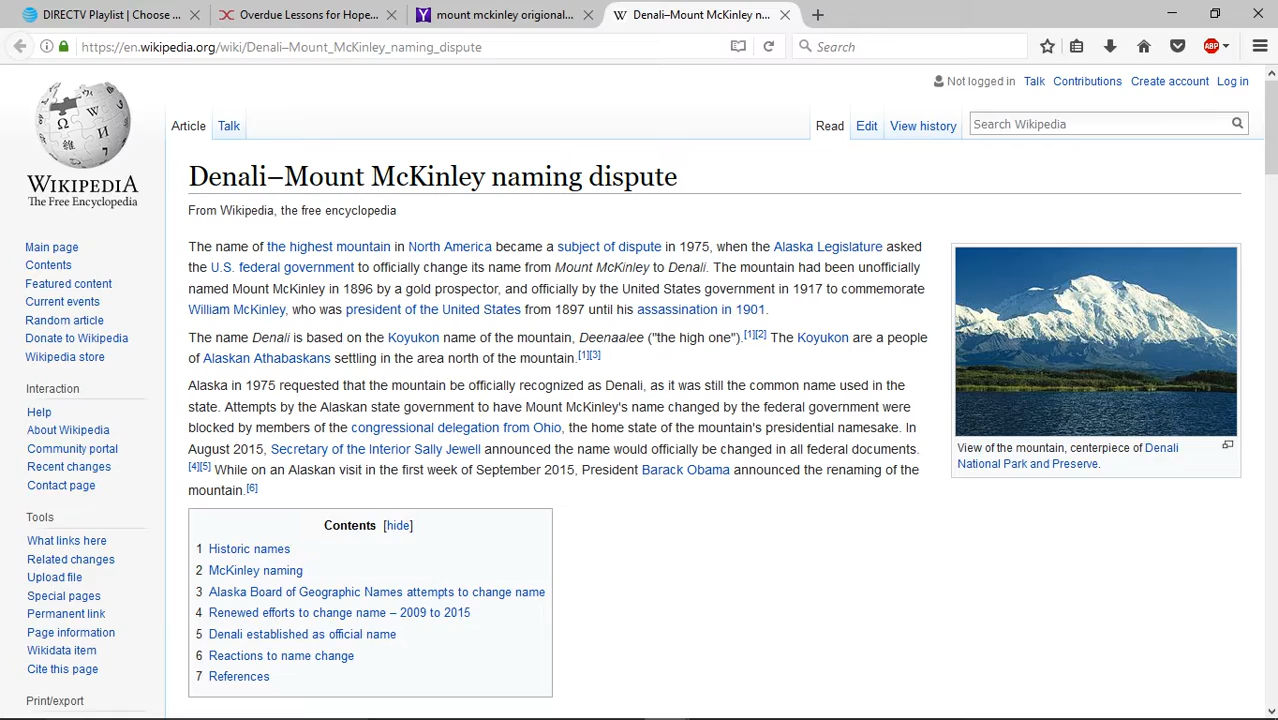 DIRECTV Playlist | Choose ...
Overdue Lessons for Hope...
mount mckinley origional...
Denali–Mount McKinley n...
https://en.wikipedia.org/wiki/Denali–Mount_McKinley_naming_dispute
Search
ABP
Not logged in Talk Contributions Create account Log in
Article Talk
Read Edit View history
Search Wikipedia
WIKIPEDIA
The Free Encyclopedia
Main page
Contents
Featured content
Current events
Random article
Donate to Wikipedia
Wikipedia store
Interaction
Help
About Wikipedia
Community portal
Recent changes
Contact page
Tools
What links here
Related changes
Upload file
Special pages
Permanent link
Page information
Wikidata item
Cite this page
Print/export
Denali–Mount McKinley naming dispute
From Wikipedia, the free encyclopedia
The name of the highest mountain in North America became a subject of dispute in 1975, when the Alaska Legislature asked
the U.S. federal government to officially change its name from Mount McKinley to Denali. The mountain had been unofficially
named Mount McKinley in 1896 by a gold prospector, and officially by the United States government in 1917 to commemorate
William McKinley, who was president of the United States from 1897 until his assassination in 1901.
The name Denali is based on the Koyukon name of the mountain, Deenaalee ("the high one").[1][2] The Koyukon are a people
of Alaskan Athabaskans settling in the area north of the mountain.[1][3]
Alaska in 1975 requested that the mountain be officially recognized as Denali, as it was still the common name used in the
state. Attempts by the Alaskan state government to have Mount McKinley's name changed by the federal government were
blocked by members of the congressional delegation from Ohio, the home state of the mountain's presidential namesake. In
August 2015, Secretary of the Interior Sally Jewell announced the name would officially be changed in all federal documents.
[4][5] While on an Alaskan visit in the first week of September 2015, President Barack Obama announced the renaming of the
mountain.[6]
View of the mountain, centerpiece of Denali
National Park and Preserve.
Contents [hide]
1 Historic names
2 McKinley naming
3 Alaska Board of Geographic Names attempts to change name
4 Renewed efforts to change name – 2009 to 2015
5 Denali established as official name
6 Reactions to name change
7 References